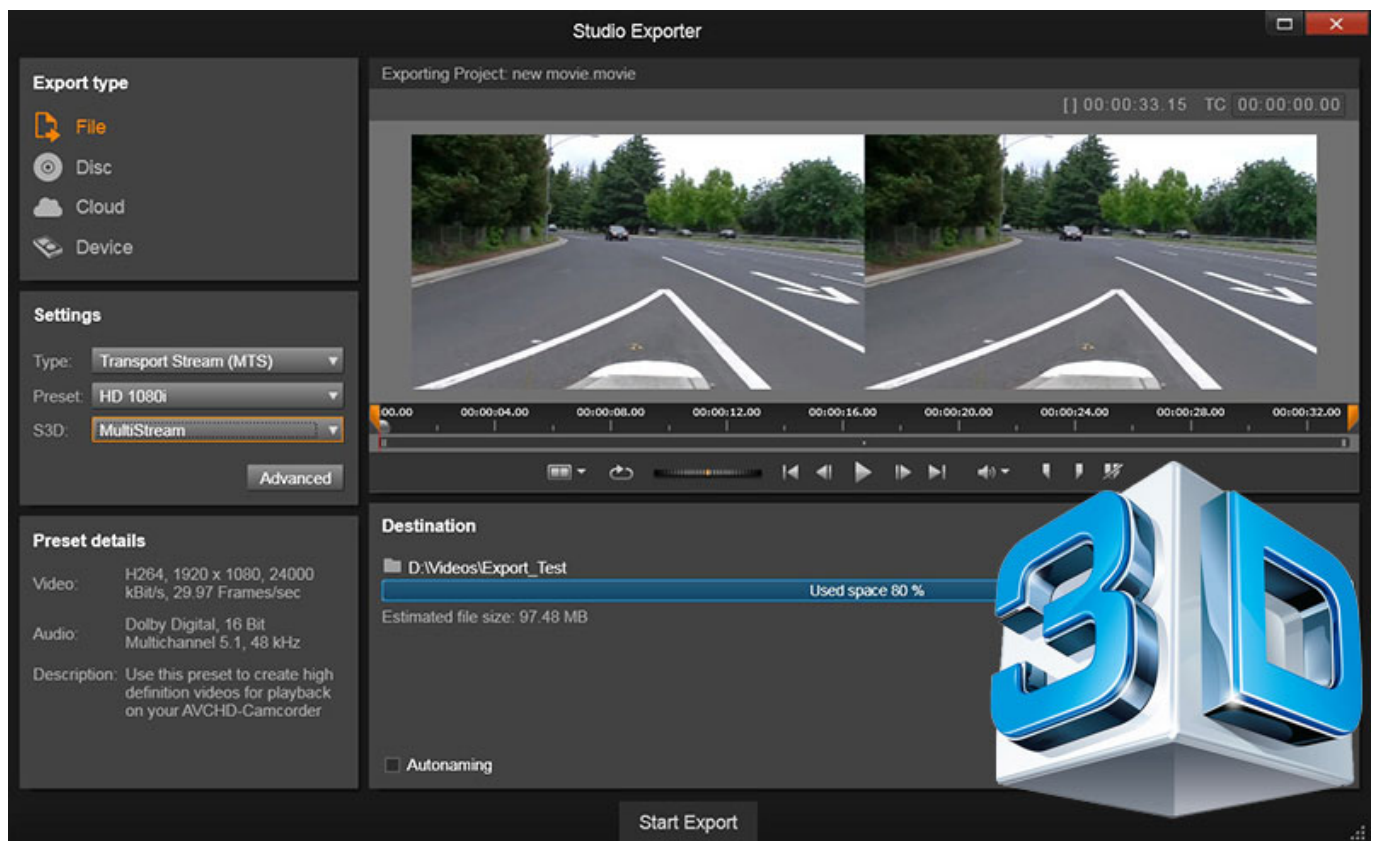 Studio Exporter
Export type
File
Disc
Cloud
Device
Settings
Type: Transport Stream (MTS)
Preset: HD 1080i
S3D: MultiStream
Advanced
Preset details
Video: H264, 1920 x 1080, 24000
kBit/s, 29.97 Frames/sec
Audio: Dolby Digital, 16 Bit
Multichannel 5.1, 48 kHz
Description: Use this preset to create high
definition videos for playback
on your AVCHD-Camcorder
Exporting Project: new movie.movie
[ ] 00:00:33.15 TC 00:00:00.00
00.00 00:00:04.00 00:00:08.00 00:00:12.00 00:00:16.00 00:00:20.00 00:00:24.00 00:00:28.00 00:00:32.00
Destination
D:\Videos\Export_Test
Used space 80 %
Estimated file size: 97.48 MB
Autonaming
3D
Start Export